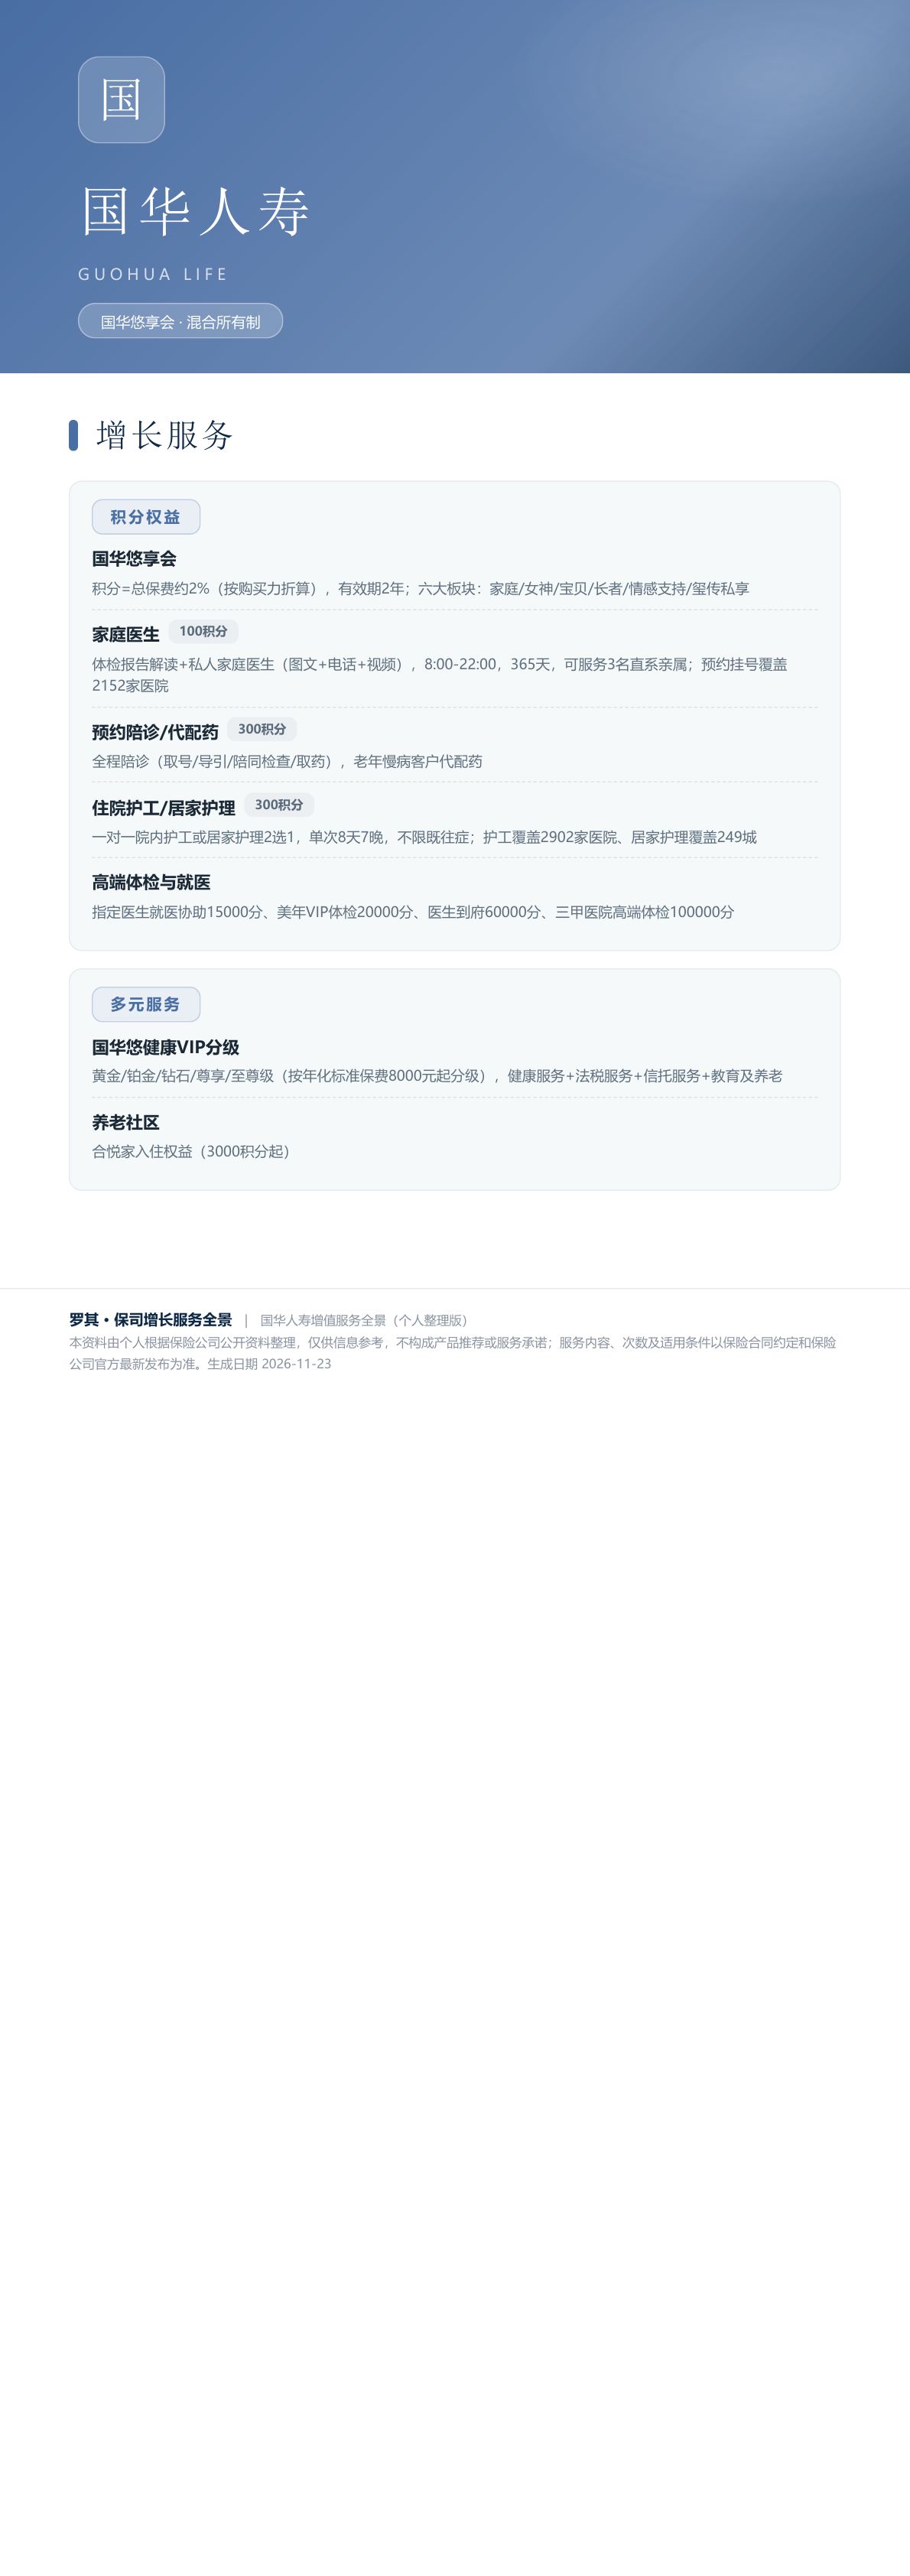 国
国华人寿
GUOHUA LIFE
国华悠享会 · 混合所有制
增长服务
积分权益
国华悠享会
积分=总保费约2%（按购买力折算），有效期2年；六大板块：家庭/女神/宝贝/长者/情感支持/玺传私享
家庭医生 100积分
体检报告解读+私人家庭医生（图文+电话+视频），8:00-22:00，365天，可服务3名直系亲属；预约挂号覆盖
2152家医院
预约陪诊/代配药 300积分
全程陪诊（取号/导引/陪同检查/取药），老年慢病客户代配药
住院护工/居家护理 300积分
一对一院内护工或居家护理2选1，单次8天7晚，不限既往症；护工覆盖2902家医院、居家护理覆盖249城
高端体检与就医
指定医生就医协助15000分、美年VIP体检20000分、医生到府60000分、三甲医院高端体检100000分
多元服务
国华悠健康VIP分级
黄金/铂金/钻石/尊享/至尊级（按年化标准保费8000元起分级），健康服务+法税服务+信托服务+教育及养老
养老社区
合悦家入住权益（3000积分起）
罗其・保司增长服务全景 | 国华人寿增值服务全景（个人整理版）
本资料由个人根据保险公司公开资料整理，仅供信息参考，不构成产品推荐或服务承诺；服务内容、次数及适用条件以保险合同约定和保险
公司官方最新发布为准。生成日期 2026-11-23